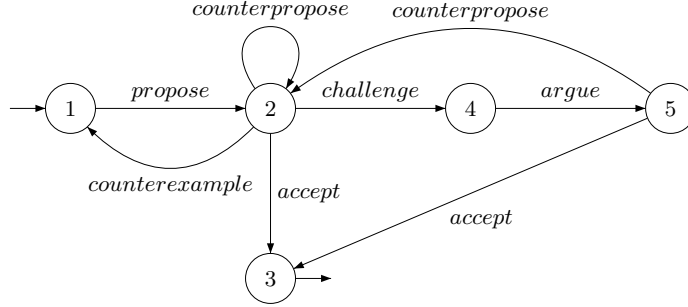 counterpropose
counterpropose
1
propose
2
challenge
4
argue
5
counterexample
accept
accept
3